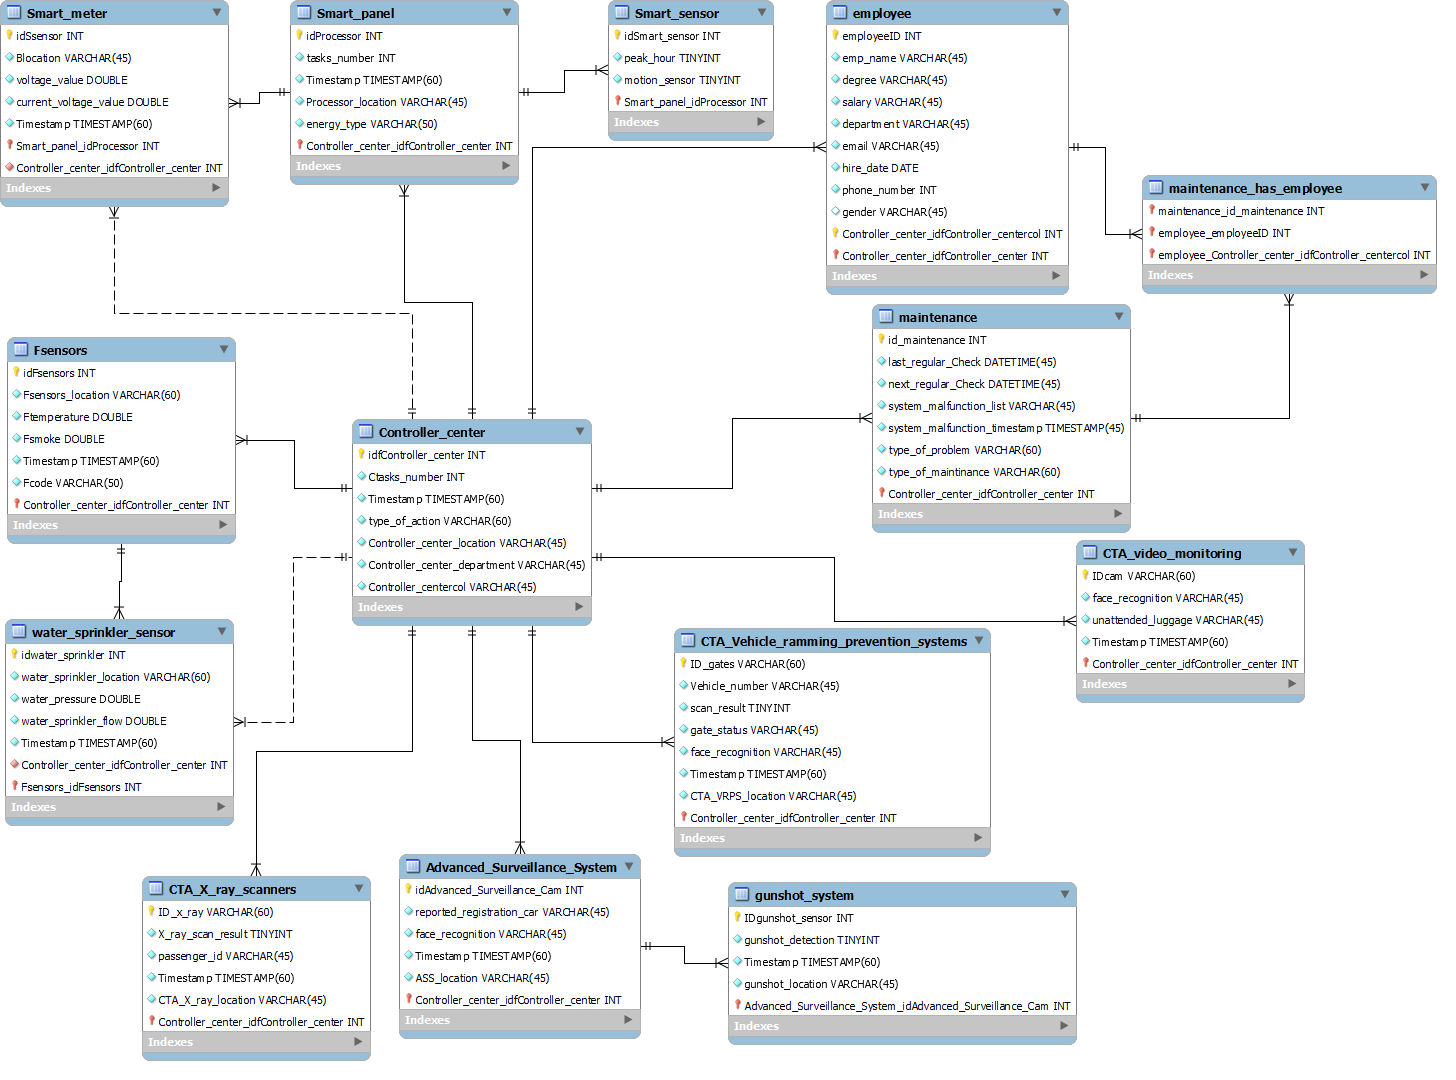 Smart_meter
idSsensor INT
Blocation VARCHAR(45)
voltage_value DOUBLE
current_voltage_value DOUBLE
Timestamp TIMESTAMP(60)
Smart_panel_idProcessor INT
Controller_center_idfController_center INT
Indexes
Smart_panel
idProcessor INT
tasks_number INT
Timestamp TIMESTAMP(60)
Processor_location VARCHAR(45)
energy_type VARCHAR(50)
Controller_center_idfController_center INT
Indexes
Smart_sensor
idSmart_sensor INT
peak_hour TINYINT
motion_sensor TINYINT
Smart_panel_idProcessor INT
Indexes
employee
employeeID INT
emp_name VARCHAR(45)
degree VARCHAR(45)
salary VARCHAR(45)
department VARCHAR(45)
email VARCHAR(45)
hire_date DATE
phone_number INT
gender VARCHAR(45)
Controller_center_idfController_centercol INT
Controller_center_idfController_center INT
Indexes
maintenance_has_employee
maintenance_id_maintenance INT
employee_employeeID INT
employee_Controller_center_idfController_centercol INT
Indexes
maintenance
id_maintenance INT
last_regular_Check DATETIME(45)
next_regular_Check DATETIME(45)
system_malfunction_list VARCHAR(45)
system_malfunction_timestamp TIMESTAMP(45)
type_of_problem VARCHAR(60)
type_of_maintinance VARCHAR(60)
Controller_center_idfController_center INT
Indexes
Fsensors
idFsensors INT
Fsensors_location VARCHAR(60)
Ftemperature DOUBLE
Fsmoke DOUBLE
Timestamp TIMESTAMP(60)
Fcode VARCHAR(50)
Controller_center_idfController_center INT
Indexes
Controller_center
idfController_center INT
Ctasks_number INT
Timestamp TIMESTAMP(60)
type_of_action VARCHAR(60)
Controller_center_location VARCHAR(45)
Controller_center_department VARCHAR(45)
Controller_centercol VARCHAR(45)
Indexes
CTA_video_monitoring
IDcam VARCHAR(60)
face_recognition VARCHAR(45)
unattended_luggage VARCHAR(45)
Timestamp TIMESTAMP(60)
Controller_center_idfController_center INT
Indexes
water_sprinkler_sensor
idwater_sprinkler INT
water_sprinkler_location VARCHAR(60)
water_pressure DOUBLE
water_sprinkler_flow DOUBLE
Timestamp TIMESTAMP(60)
Controller_center_idfController_center INT
Fsensors_idFsensors INT
Indexes
CTA_Vehicle_ramming_prevention_systems
ID_gates VARCHAR(60)
Vehicle_number VARCHAR(45)
scan_result TINYINT
gate_status VARCHAR(45)
face_recognition VARCHAR(45)
Timestamp TIMESTAMP(60)
CTA_VRPS_location VARCHAR(45)
Controller_center_idfController_center INT
Indexes
CTA_X_ray_scanners
ID_x_ray VARCHAR(60)
X_ray_scan_result TINYINT
passenger_id VARCHAR(45)
Timestamp TIMESTAMP(60)
CTA_X_ray_location VARCHAR(45)
Controller_center_idfController_center INT
Indexes
Advanced_Surveillance_System
idAdvanced_Surveillance_Cam INT
reported_registration_car VARCHAR(45)
face_recognition VARCHAR(45)
Timestamp TIMESTAMP(60)
ASS_location VARCHAR(45)
Controller_center_idfController_center INT
Indexes
gunshot_system
IDgunshot_sensor INT
gunshot_detection TINYINT
Timestamp TIMESTAMP(60)
gunshot_location VARCHAR(45)
Advanced_Surveillance_System_idAdvanced_Surveillance_Cam INT
Indexes